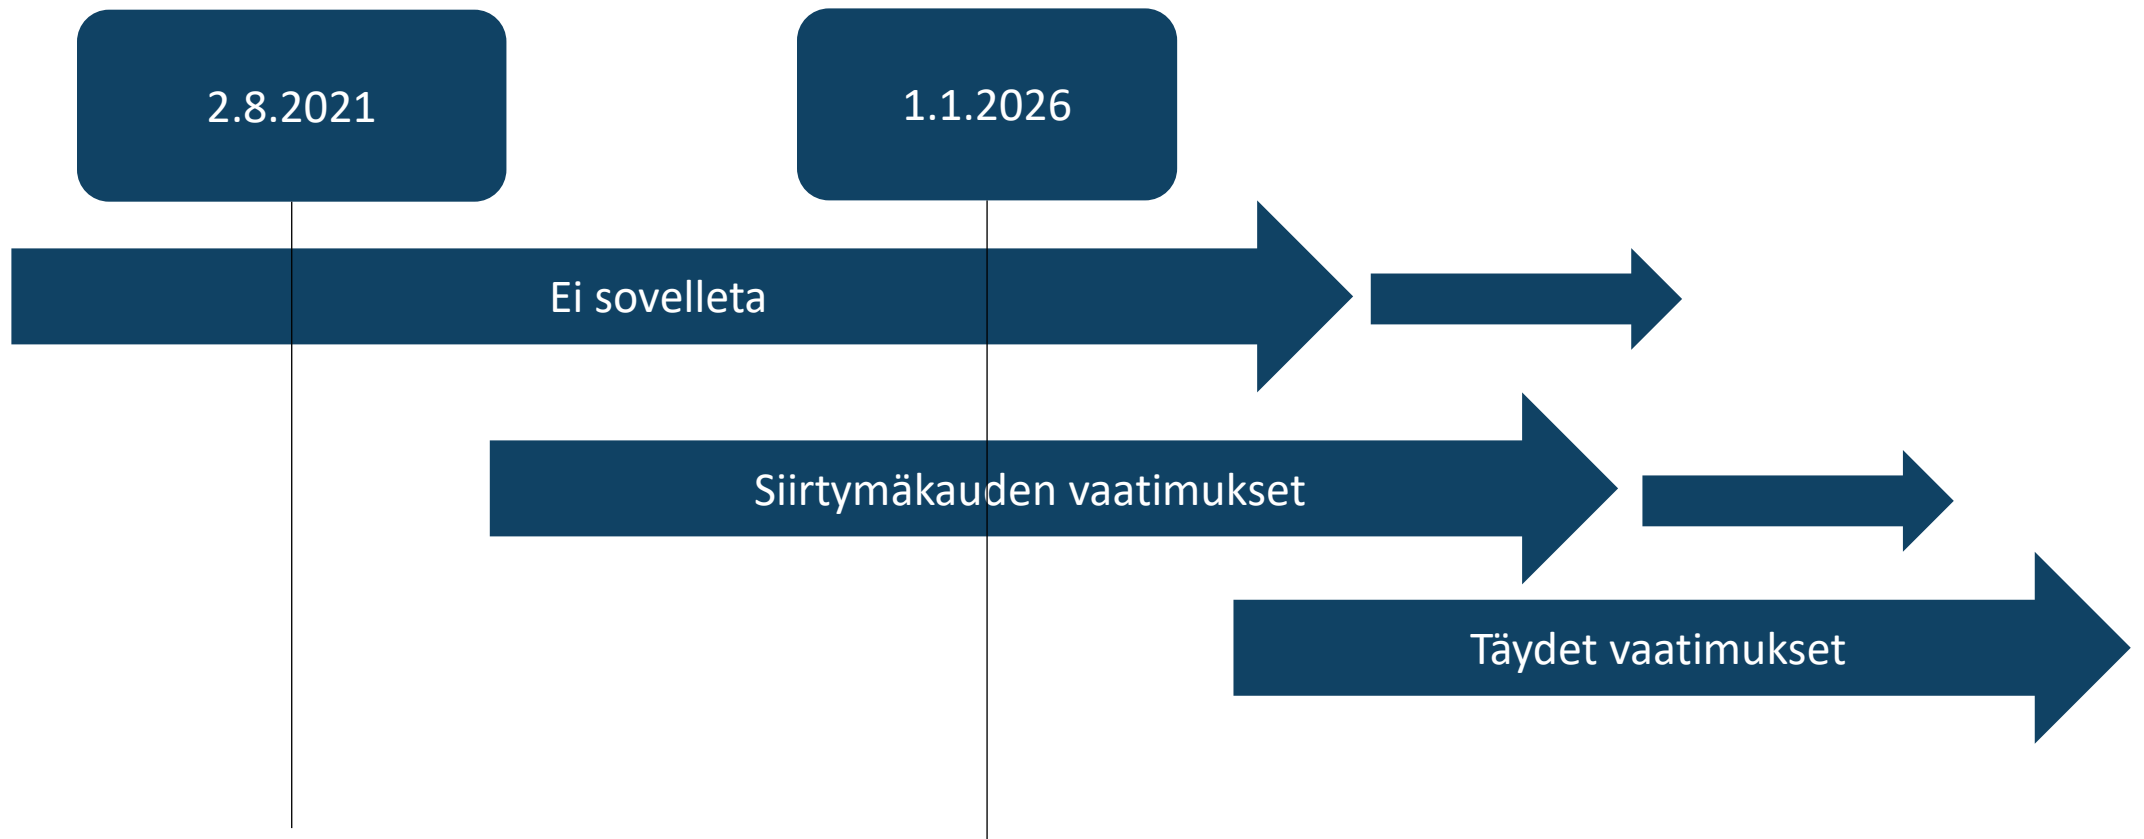 2.8.2021
1.1.2026
Ei sovelleta
Siirtymäkauden vaatimukset
Täydet vaatimukset